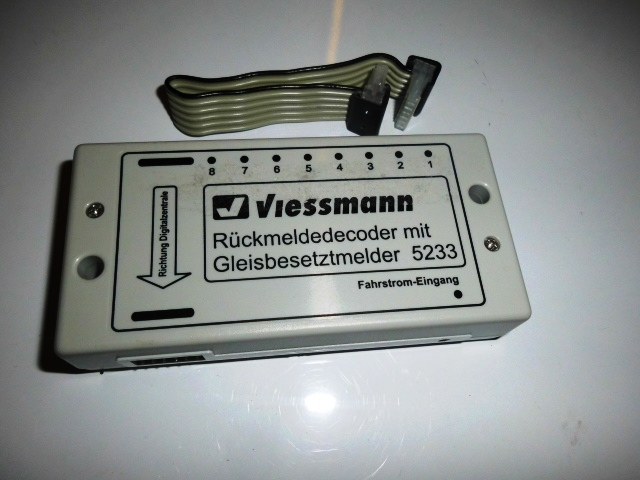 8 7 6 5 4 3 2 1
Viessmann
Rückmeldedecoder mit
Gleisbesetztmelder 5233
Fahrstrom-Eingang
Richtung Digitalzentrale